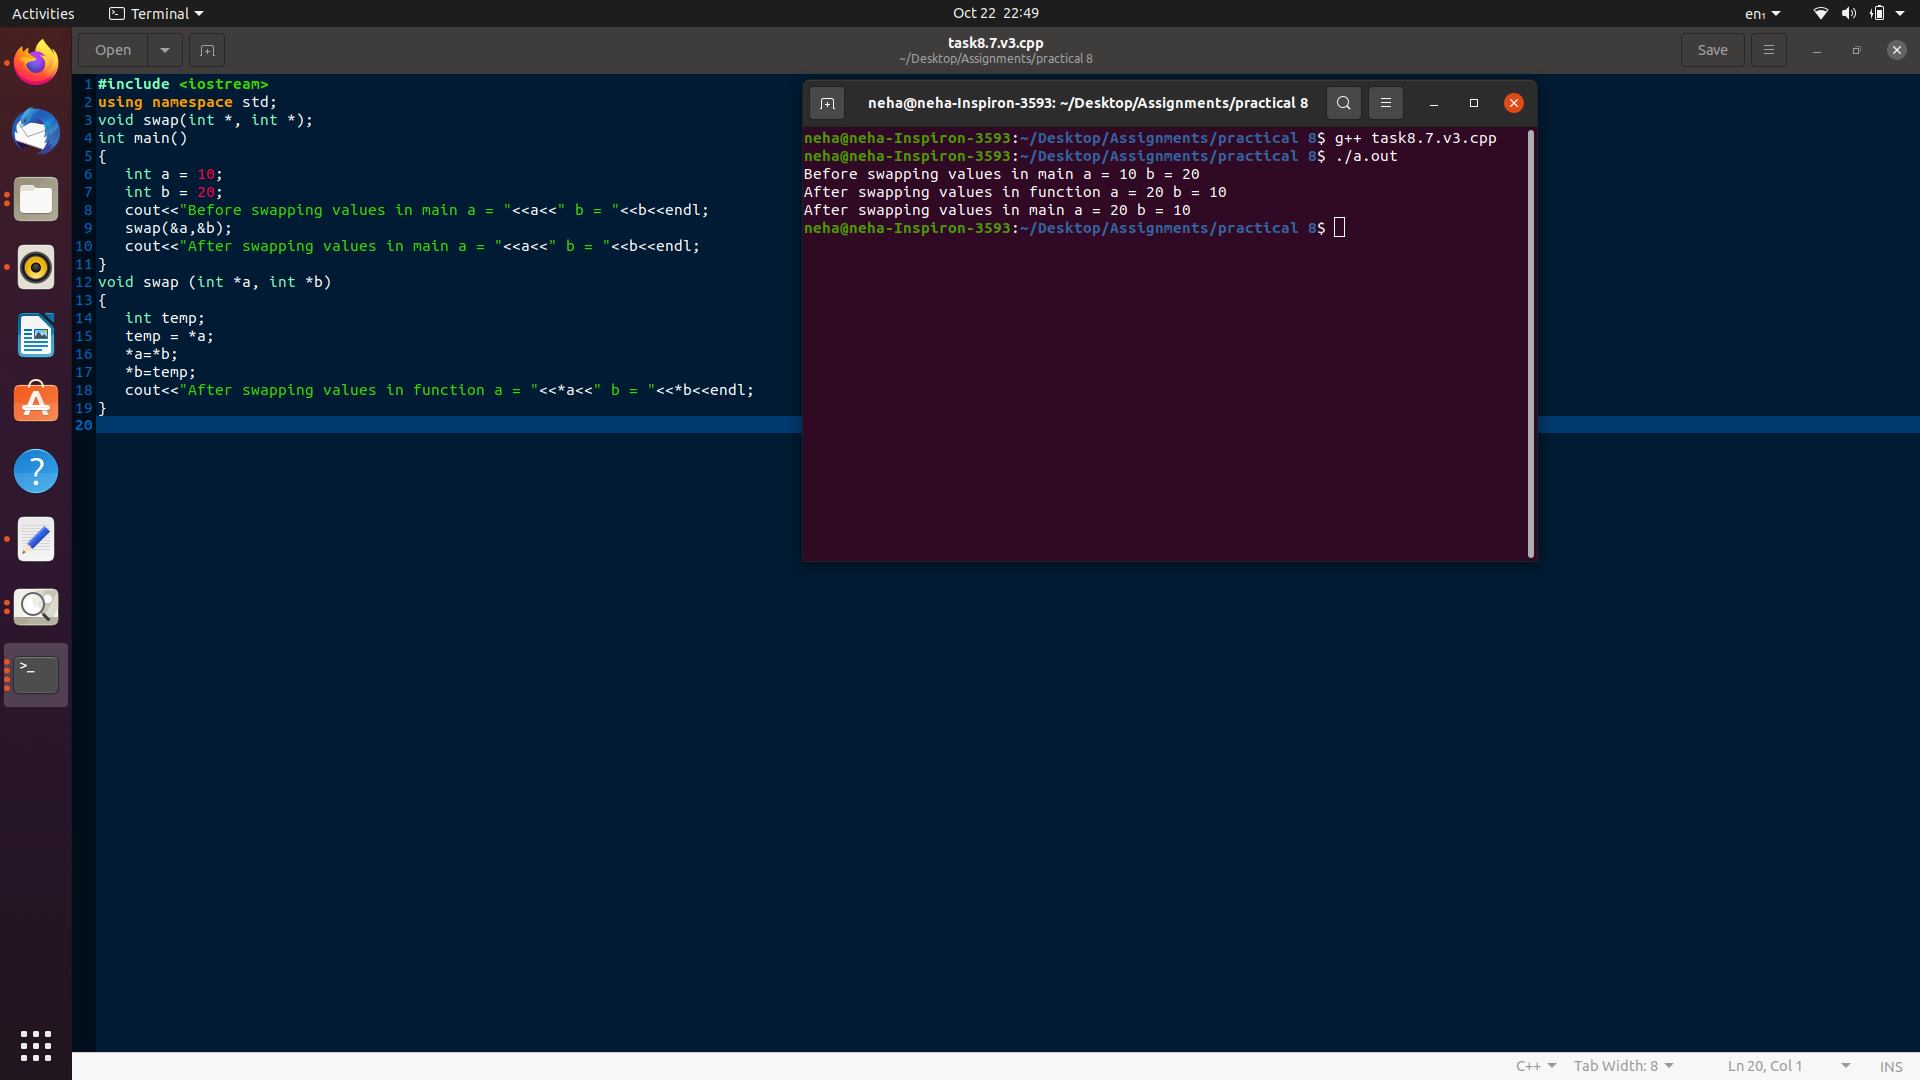 Activities
Terminal
Oct 22 22:49
en₁
Open
task8.7.v3.cpp
~/Desktop/Assignments/practical 8
Save
1 #include <iostream>
2 using namespace std;
3 void swap(int *, int *);
4 int main()
5 {
6    int a = 10;
7    int b = 20;
8    cout<<"Before swapping values in main a = "<<a<<" b = "<<b<<endl;
9    swap(&a,&b);
10    cout<<"After swapping values in main a = "<<a<<" b = "<<b<<endl;
11 }
12 void swap (int *a, int *b)
13 {
14    int temp;
15    temp = *a;
16    *a=*b;
17    *b=temp;
18    cout<<"After swapping values in function a = "<<*a<<" b = "<<*b<<endl;
19 }
20
neha@neha-Inspiron-3593: ~/Desktop/Assignments/practical 8
neha@neha-Inspiron-3593:~/Desktop/Assignments/practical 8$ g++ task8.7.v3.cpp
neha@neha-Inspiron-3593:~/Desktop/Assignments/practical 8$ ./a.out
Before swapping values in main a = 10 b = 20
After swapping values in function a = 20 b = 10
After swapping values in main a = 20 b = 10
neha@neha-Inspiron-3593:~/Desktop/Assignments/practical 8$
C++
Tab Width: 8
Ln 20, Col 1
INS